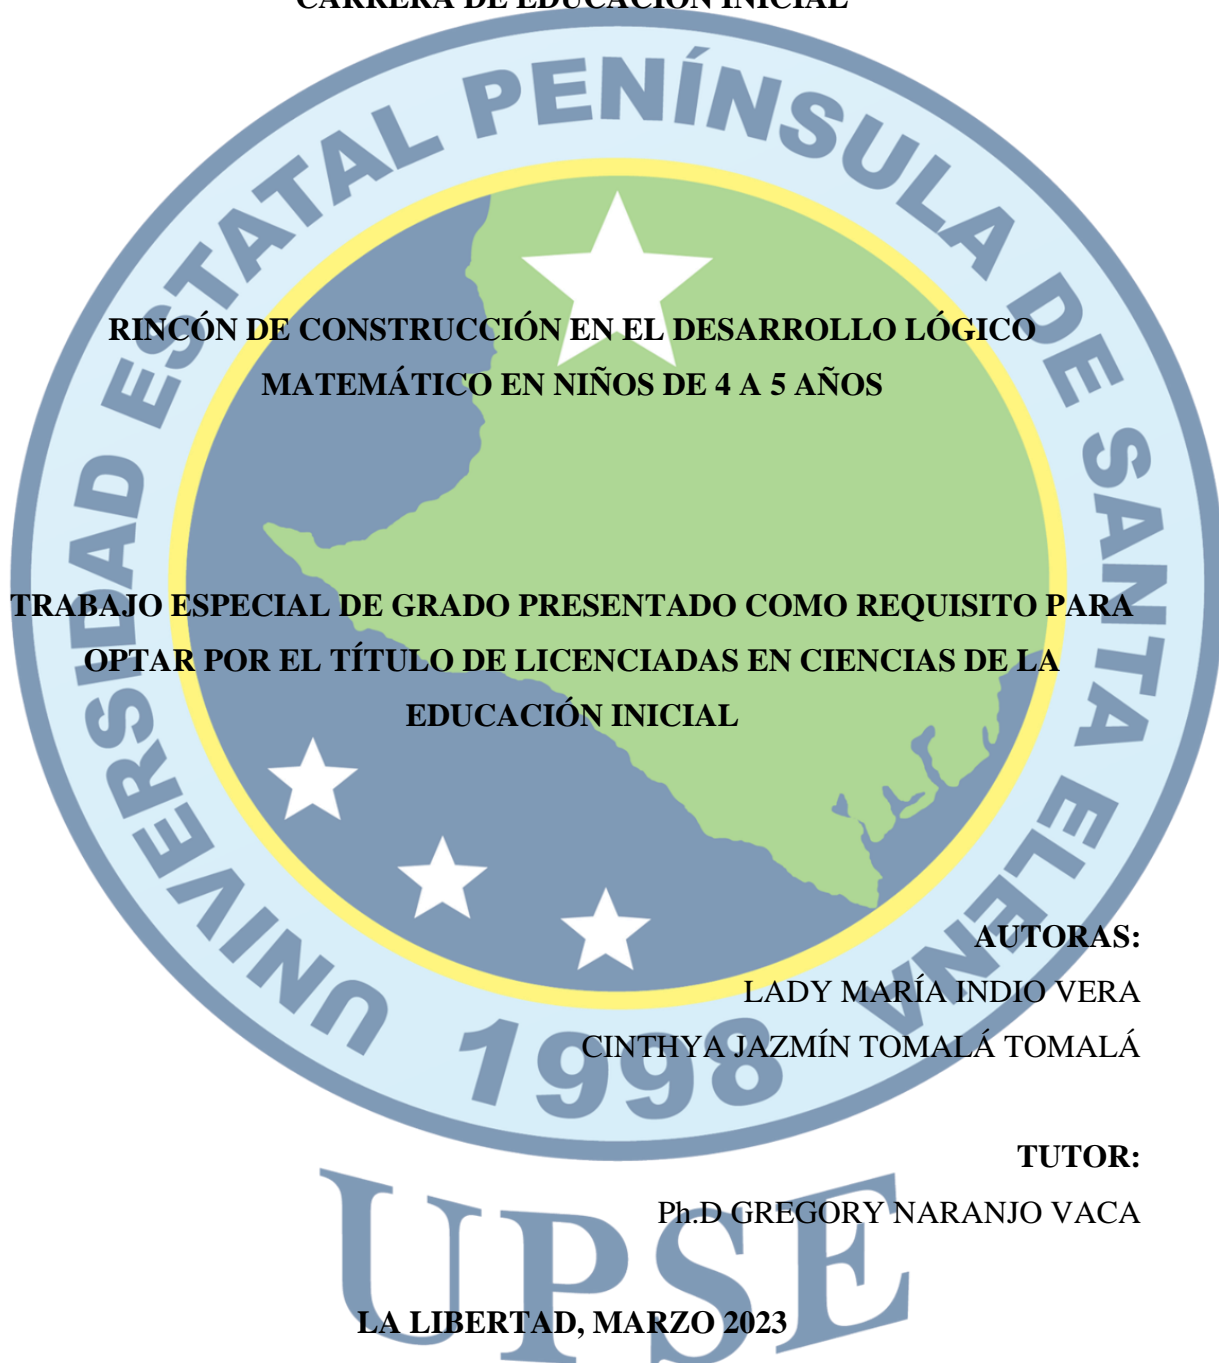 CARRERA DE EDUCACIÓN INICIAL
UNIVERSIDAD ESTATAL PENÍNSULA DE SANTA ELENA
RINCÓN DE CONSTRUCCIÓN EN EL DESARROLLO LÓGICO
MATEMÁTICO EN NIÑOS DE 4 A 5 AÑOS
TRABAJO ESPECIAL DE GRADO PRESENTADO COMO REQUISITO PARA
OPTAR POR EL TÍTULO DE LICENCIADAS EN CIENCIAS DE LA
EDUCACIÓN INICIAL
AUTORAS:
LADY MARÍA INDIO VERA
CINTHYA JAZMÍN TOMALÁ TOMALÁ
1998
TUTOR:
Ph.D GREGORY NARANJO VACA
UPSE
LA LIBERTAD, MARZO 2023